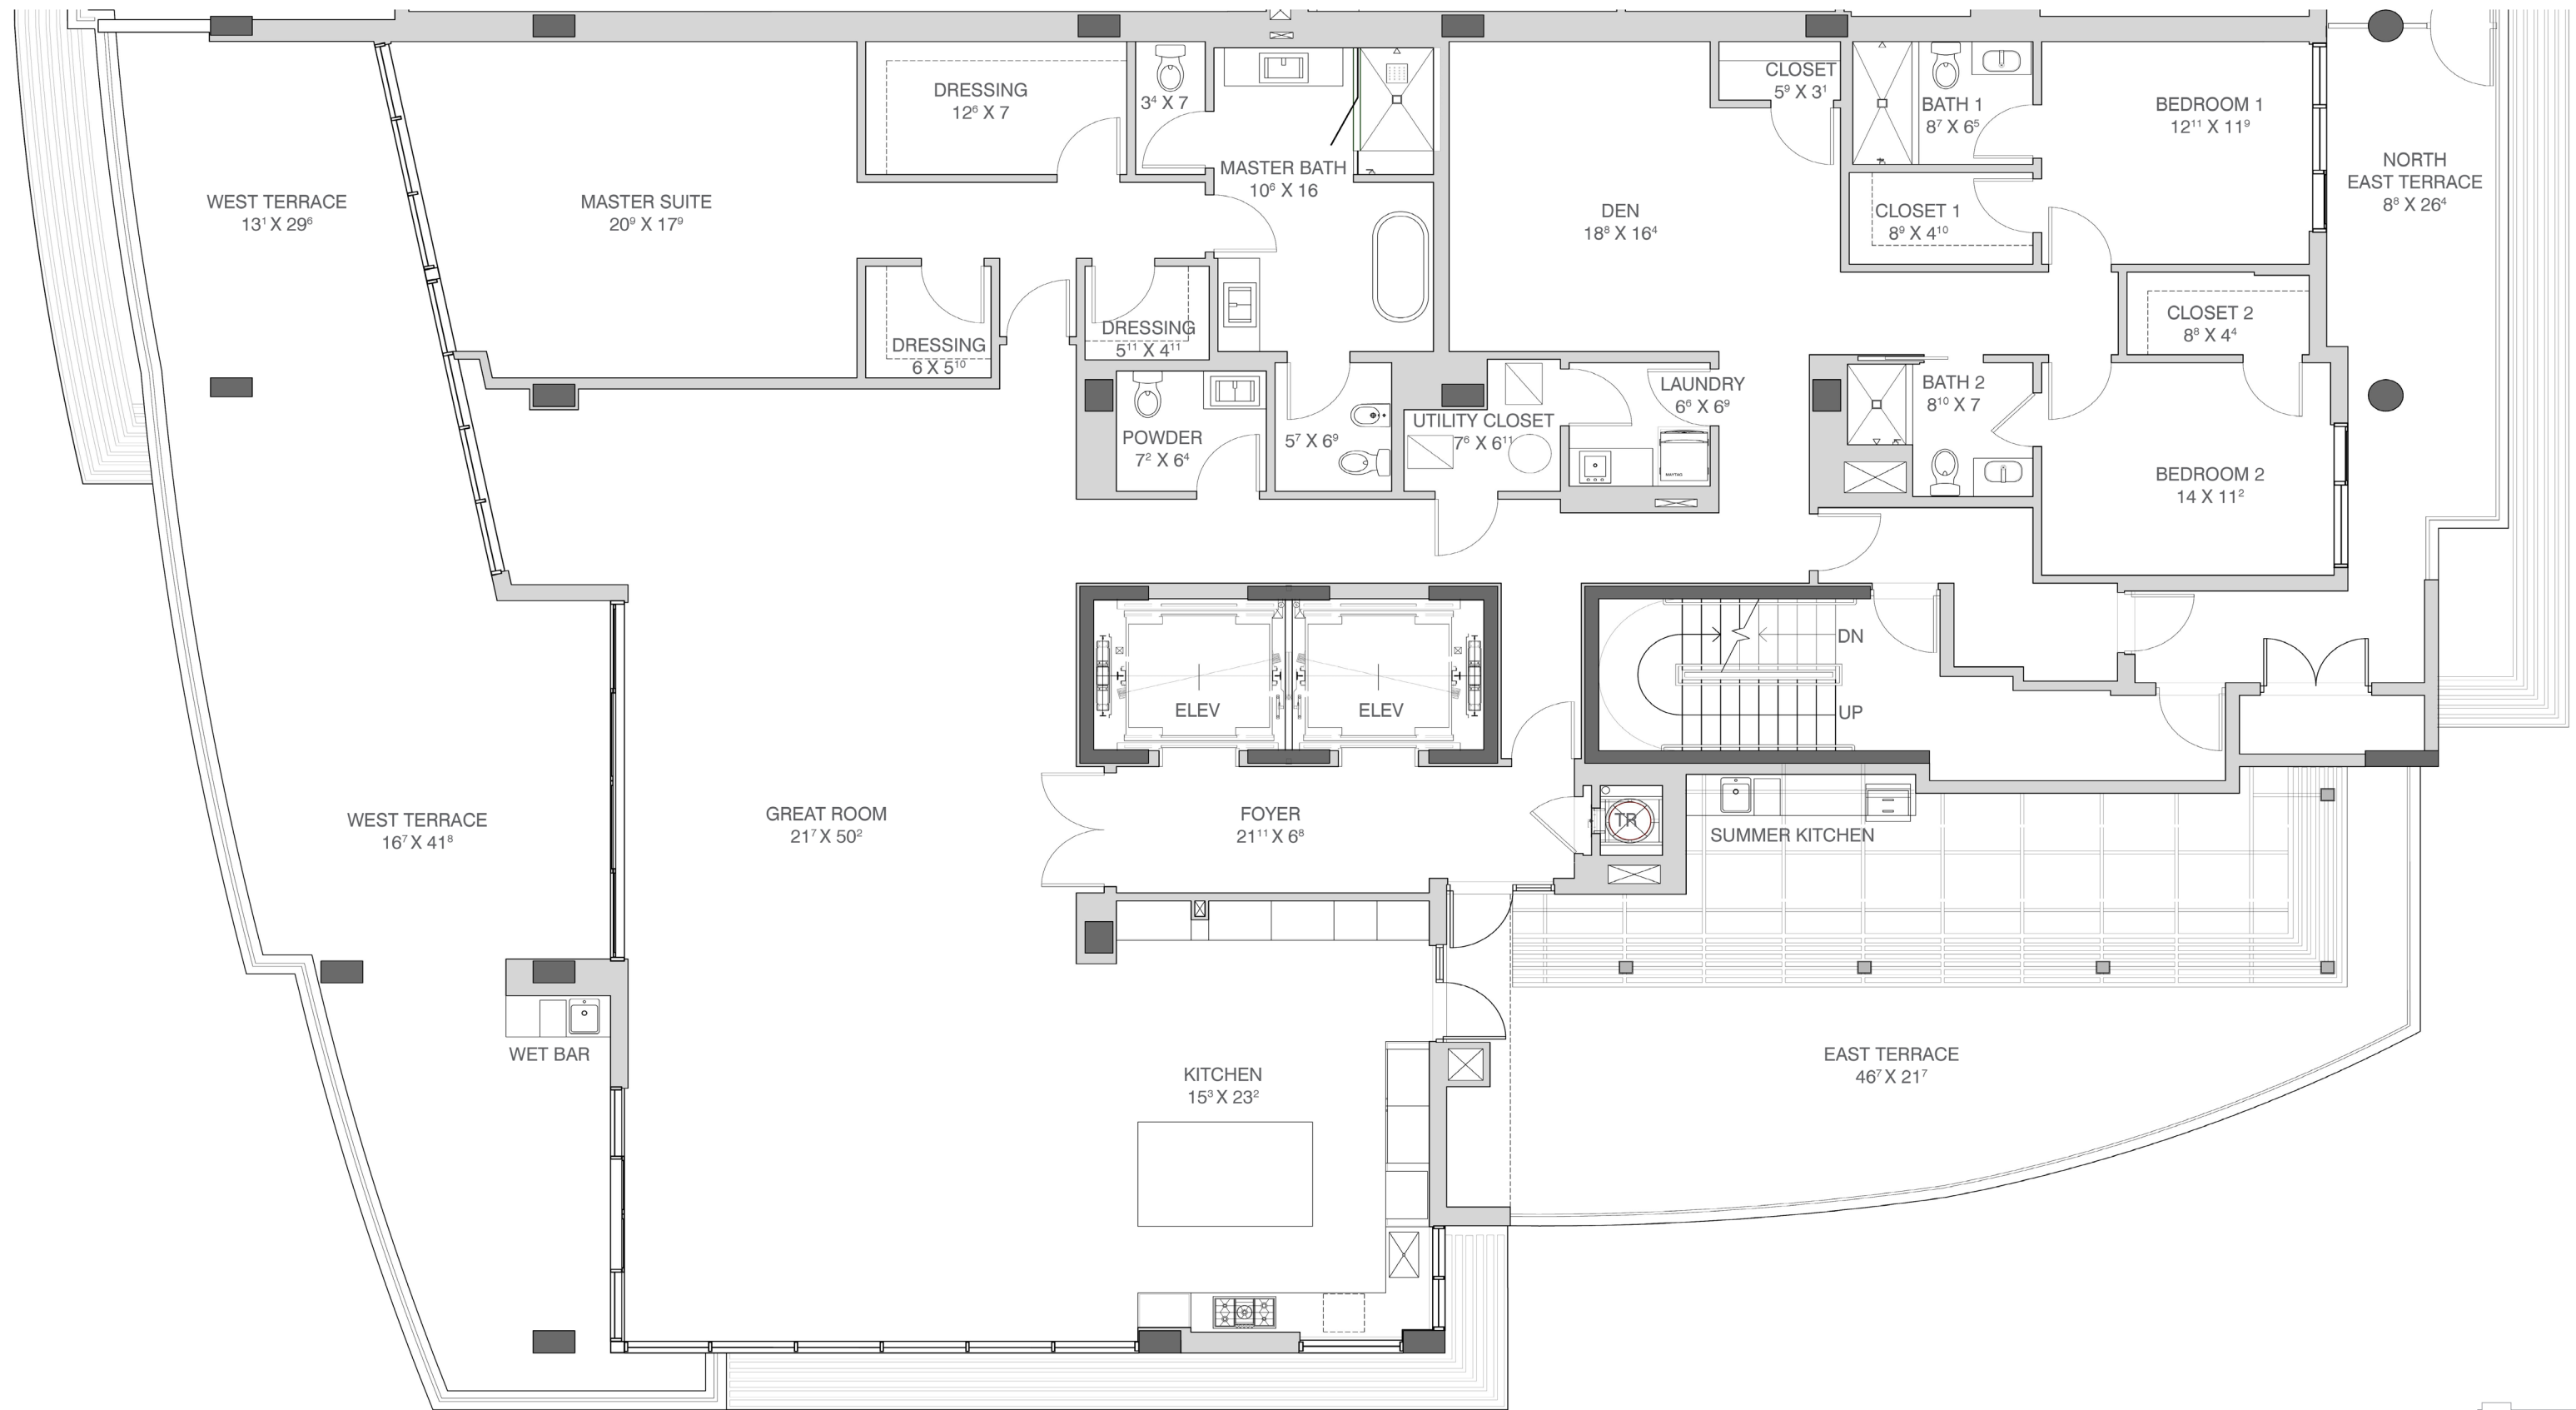 DRESSING
12⁶ X 7
3⁴ X 7
MASTER BATH
10⁶ X 16
CLOSET
5⁹ X 3¹
BATH 1
8⁷ X 6⁵
BEDROOM 1
12¹¹ X 11⁹
NORTH
EAST TERRACE
8⁸ X 26⁴
WEST TERRACE
13¹ X 29⁶
MASTER SUITE
20⁹ X 17⁹
DEN
18⁸ X 16⁴
CLOSET 1
8⁹ X 4¹⁰
CLOSET 2
8⁸ X 4⁴
DRESSING
6 X 5¹⁰
DRESSING
5¹¹ X 4¹¹
POWDER
7² X 6⁴
5⁷ X 6⁹
UTILITY CLOSET
7⁶ X 6¹¹
LAUNDRY
6⁶ X 6⁹
MAYTAG
BATH 2
8¹⁰ X 7
BEDROOM 2
14 X 11²
ELEV
ELEV
DN
UP
WEST TERRACE
16⁷ X 41⁸
GREAT ROOM
21⁷ X 50²
FOYER
21¹¹ X 6⁸
TR
SUMMER KITCHEN
WET BAR
KITCHEN
15³ X 23²
EAST TERRACE
46⁷ X 21⁷